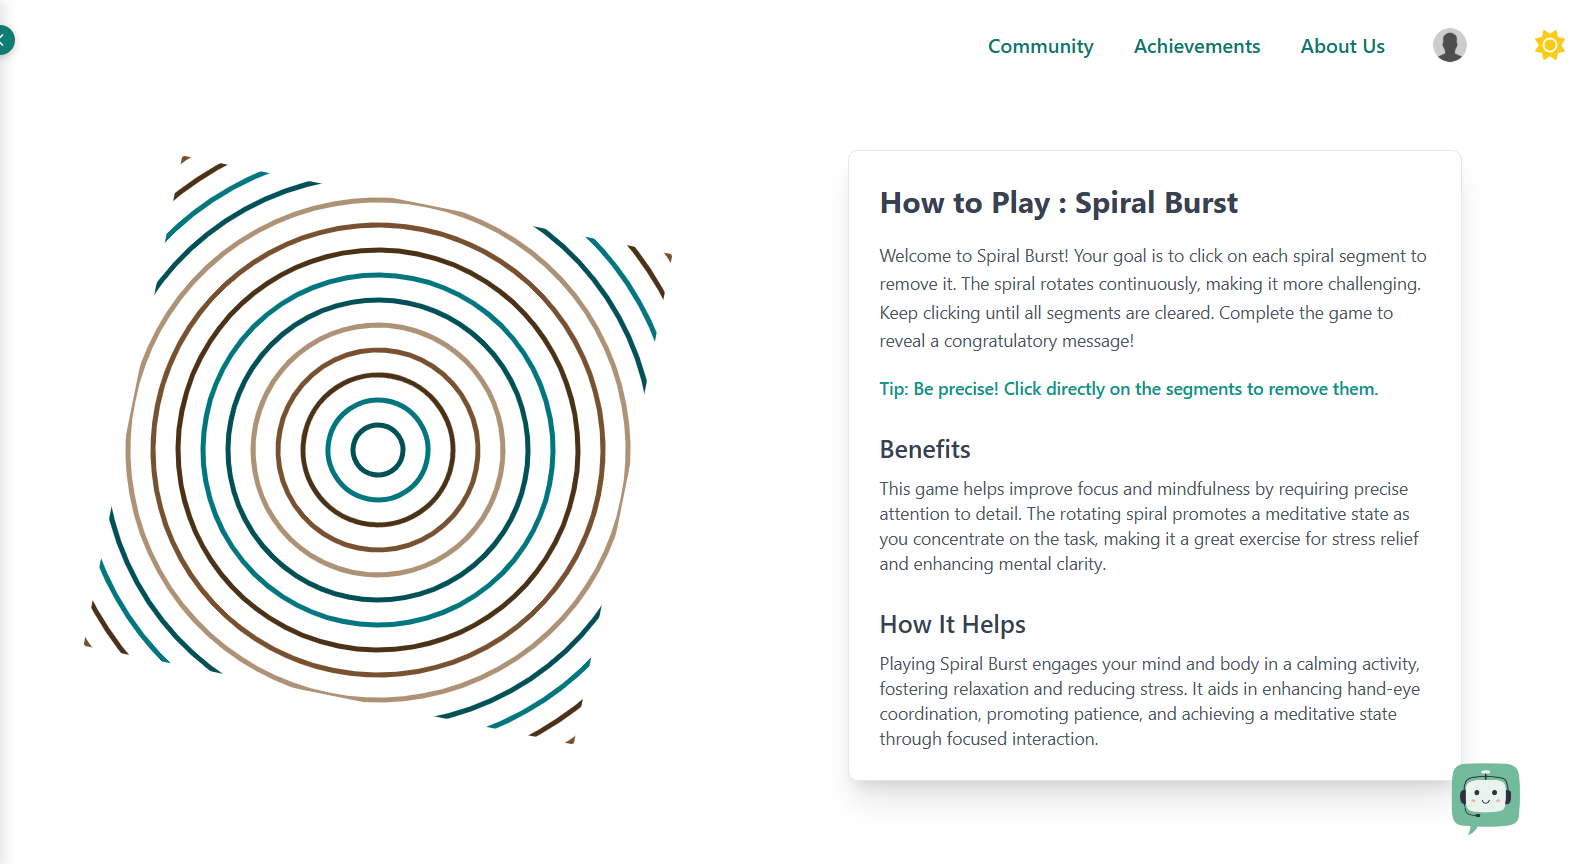 Community Achievements About Us
How to Play : Spiral Burst
Welcome to Spiral Burst! Your goal is to click on each spiral segment to
remove it. The spiral rotates continuously, making it more challenging.
Keep clicking until all segments are cleared. Complete the game to
reveal a congratulatory message!
Tip: Be precise! Click directly on the segments to remove them.
Benefits
This game helps improve focus and mindfulness by requiring precise
attention to detail. The rotating spiral promotes a meditative state as
you concentrate on the task, making it a great exercise for stress relief
and enhancing mental clarity.
How It Helps
Playing Spiral Burst engages your mind and body in a calming activity,
fostering relaxation and reducing stress. It aids in enhancing hand-eye
coordination, promoting patience, and achieving a meditative state
through focused interaction.